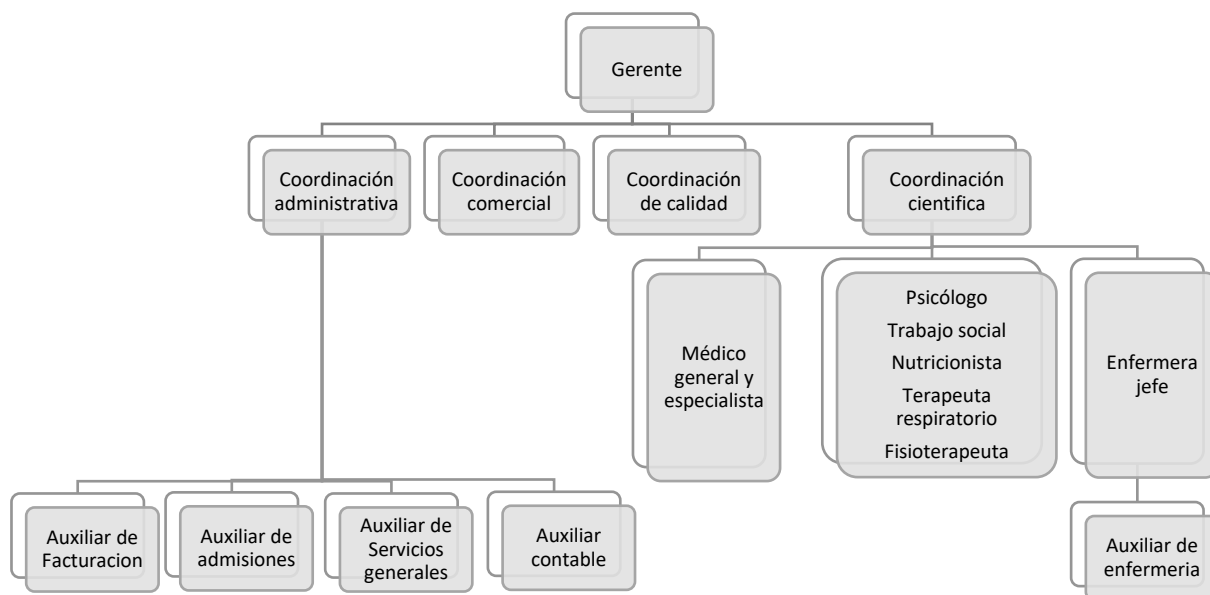 Gerente
Coordinación
administrativa
Coordinación
comercial
Coordinación
de calidad
Coordinación
cientifica
Médico
general y
especialista
Psicólogo
Trabajo social
Nutricionista
Terapeuta
respiratorio
Fisioterapeuta
Enfermera
jefe
Auxiliar de
Facturacion
Auxiliar de
admisiones
Auxiliar de
Servicios
generales
Auxiliar
contable
Auxiliar de
enfermeria